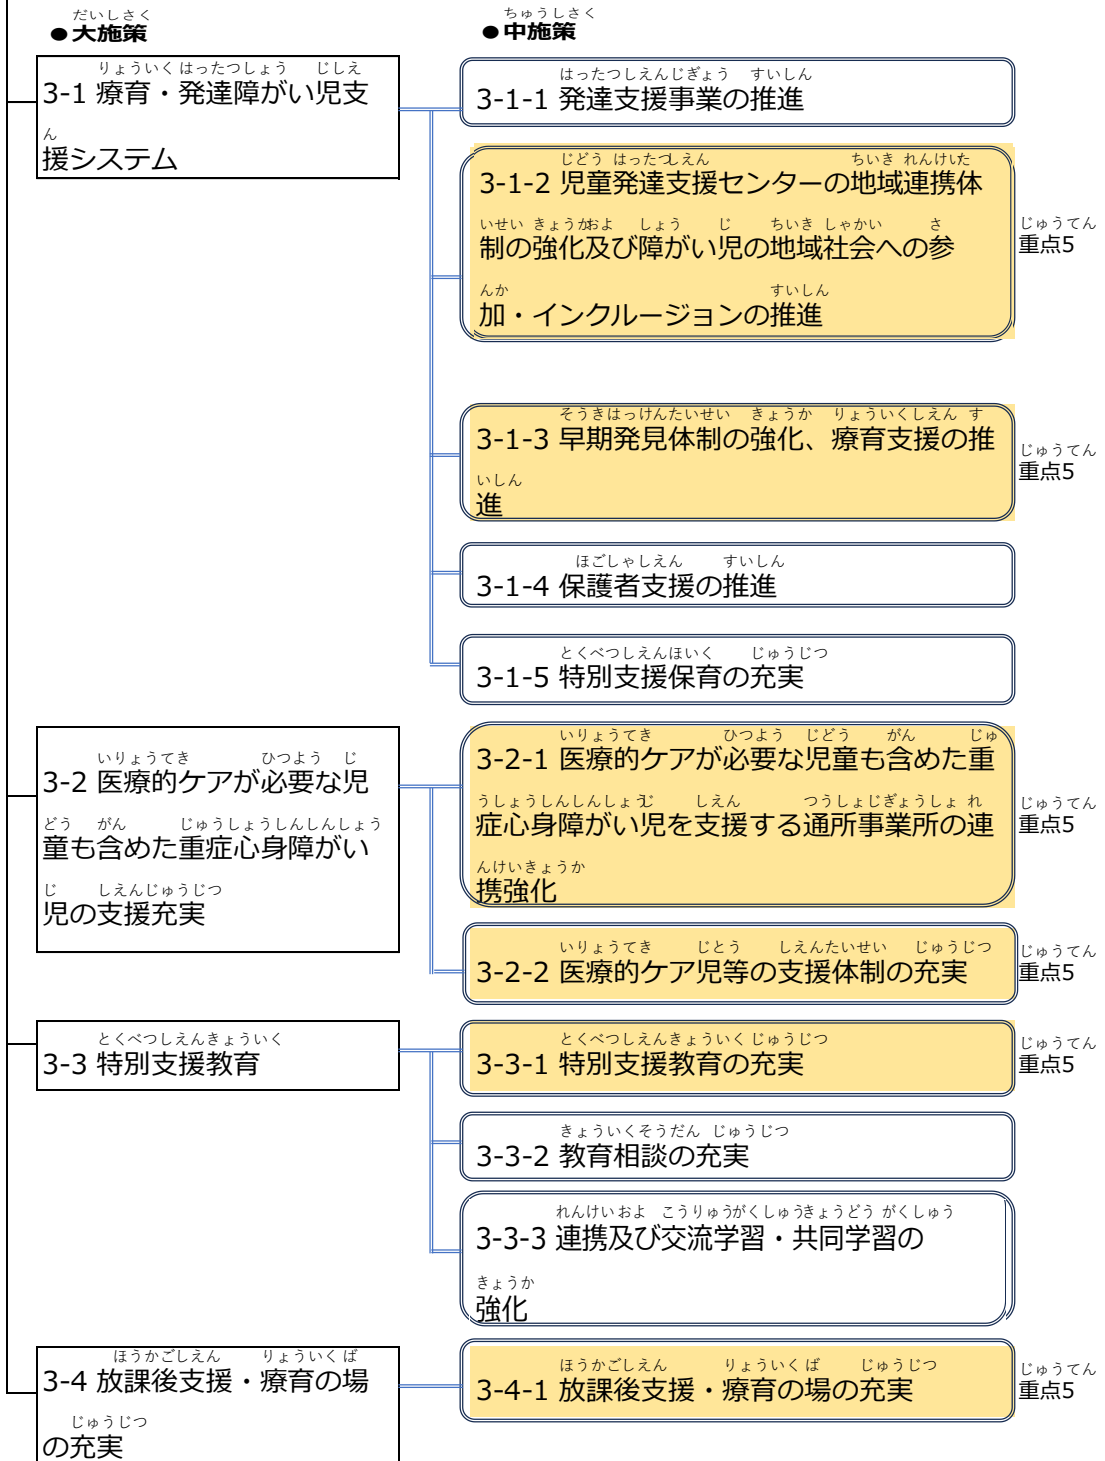 だいしさく
●大施策
ちゅうしさく
●中施策
りょういく はったつしょう じしえ
3-1 療育・発達障がい児支
ん
援システム
はったつしえんじぎょう すいしん
3-1-1 発達支援事業の推進
じどう はったつしえん ちいき れんけいた
3-1-2 児童発達支援センターの地域連携体
いせい きょうかおよ しょう じ ちいき しゃかい さ
制の強化及び障がい児の地域社会への参
んか すいしん
加・インクルージョンの推進
じゅうてん
重点5
そうきはっけんたいせい きょうか りょういくしえん す
3-1-3 早期発見体制の強化、療育支援の推
いしん
進
じゅうてん
重点5
ほごしゃしえん すいしん
3-1-4 保護者支援の推進
とくべつしえんほいく じゅうじつ
3-1-5 特別支援保育の充実
いりょうてき ひつよう じ
3-2 医療的ケアが必要な児
どう がん じゅうしょうしんしんしょう
童も含めた重症心身障がい
じ しえんじゅうじつ
児の支援充実
いりょうてき ひつよう じどう がん じゅ
3-2-1 医療的ケアが必要な児童も含めた重
うしょうしんしんしょう じ しえん つうしょじぎょうしょ れ
症心身障がい児を支援する通所事業所の連
んけいきょうか
携強化
じゅうてん
重点5
いりょうてき じとう しえんたいせい じゅうじつ
3-2-2 医療的ケア児等の支援体制の充実
じゅうてん
重点5
とくべつしえんきょういく
3-3 特別支援教育
とくべつしえんきょういく じゅうじつ
3-3-1 特別支援教育の充実
じゅうてん
重点5
きょういくそうだん じゅうじつ
3-3-2 教育相談の充実
れんけい およ こうりゅうがくしゅう きょうどう がくしゅう
3-3-3 連携及び交流学習・共同学習の
きょうか
強化
ほうかごしえん りょういく ば
3-4 放課後支援・療育の場
じゅうじつ
の充実
ほうかごしえん りょういく ば じゅうじつ
3-4-1 放課後支援・療育の場の充実
じゅうてん
重点5